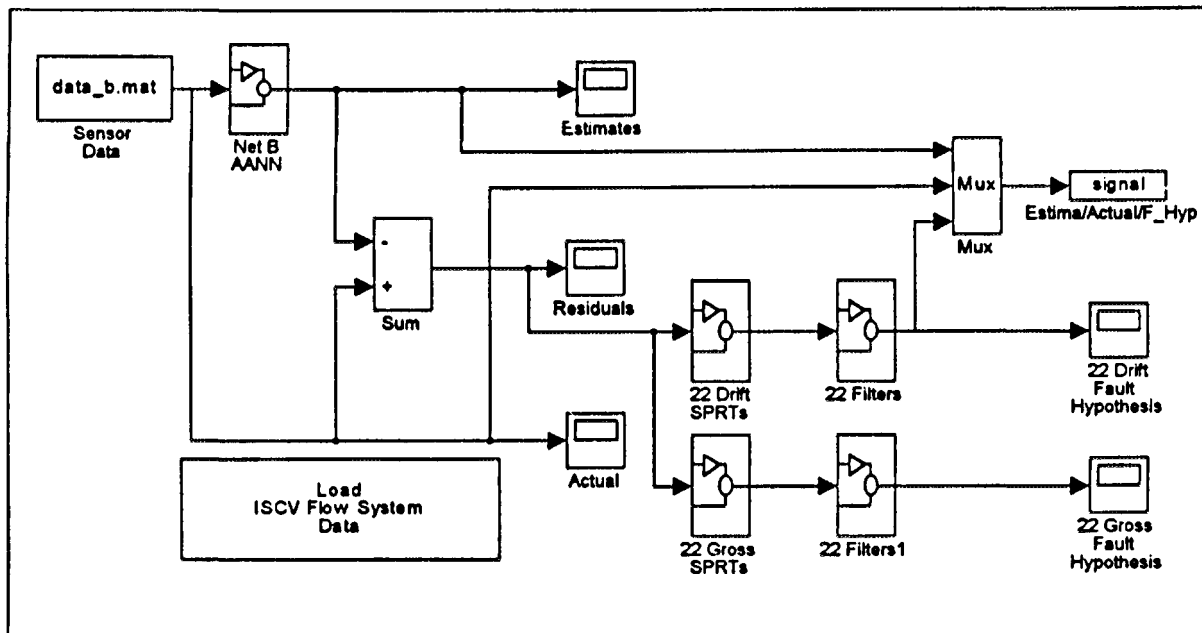 data_b.mat
Sensor
Data
Net B
AANN
Estimates
Mux
Mux
signal
Estima/Actual/F_Hyp
-
+
Sum
Residuals
22 Drift
SPRTs
22 Filters
22 Drift
Fault
Hypothesis
Actual
Load
ISCV Flow System
Data
22 Gross
SPRTs
22 Filters1
22 Gross
Fault
Hypothesis